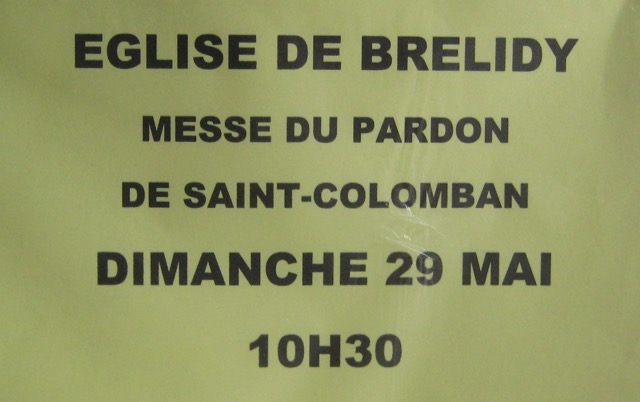 EGLISE DE BRELIDY
MESSE DU PARDON
DE SAINT-COLOMBAN
DIMANCHE 29 MAI
10H30